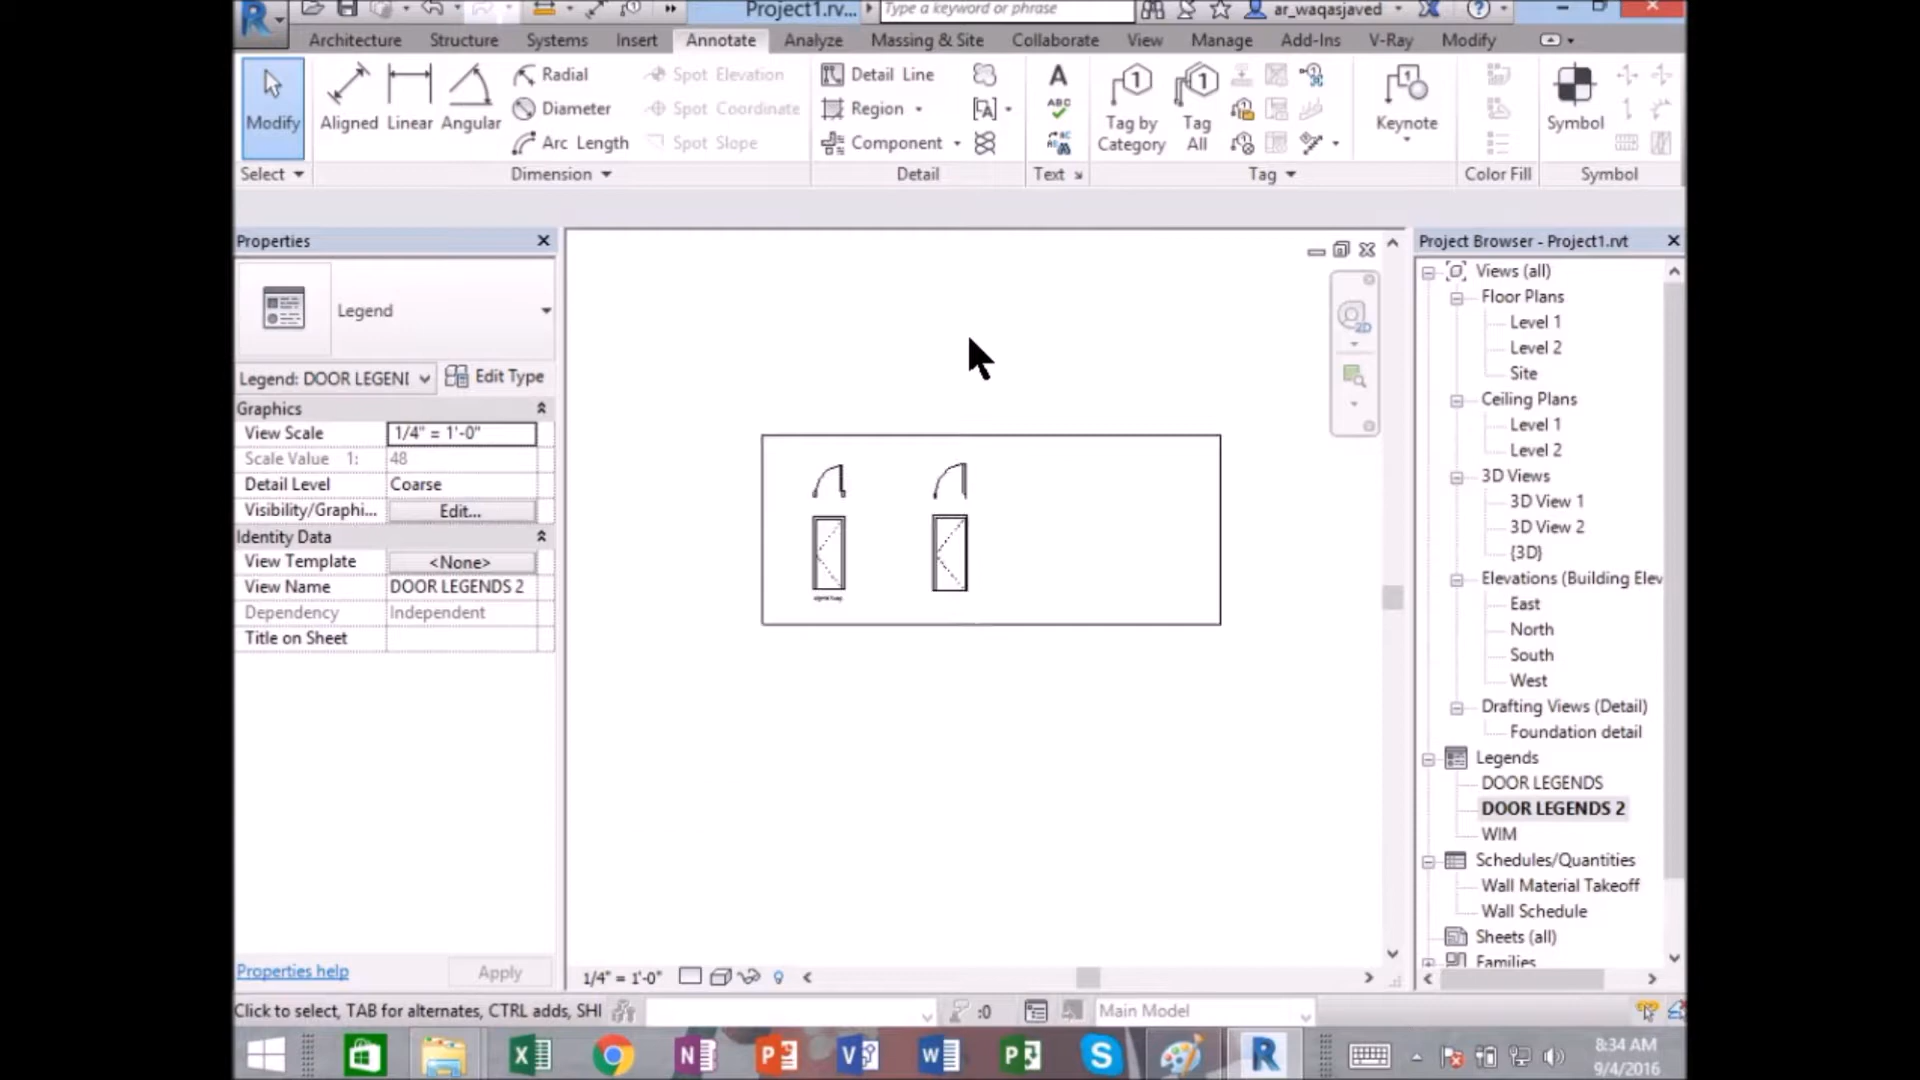 Project1.rv...
Type a keyword or phrase
ar_waqasjaved
Architecture Structure Systems Insert Annotate Analyze Massing & Site Collaborate View Manage Add-Ins V-Ray Modify
Modify
Aligned
Linear
Angular
Radial
Diameter
Arc Length
Spot Elevation
Spot Coordinate
Spot Slope
Detail Line
Region
Component
A
ABC
Tag by
Category
Tag
All
Keynote
Symbol
Select
Dimension
Detail
Text
Tag
Color Fill
Symbol
Properties
Legend
Legend: DOOR LEGENI
Edit Type
Graphics
View Scale 1/4" = 1'-0"
Scale Value 1: 48
Detail Level Coarse
Visibility/Graphi... Edit...
Identity Data
View Template <None>
View Name DOOR LEGENDS 2
Dependency Independent
Title on Sheet
Properties help
Apply
2D
1/4" = 1'-0"
Project Browser - Project1.rvt
Views (all)
Floor Plans
Level 1
Level 2
Site
Ceiling Plans
Level 1
Level 2
3D Views
3D View 1
3D View 2
{3D}
Elevations (Building Elev
East
North
South
West
Drafting Views (Detail)
Foundation detail
Legends
DOOR LEGENDS
DOOR LEGENDS 2
WIM
Schedules/Quantities
Wall Material Takeoff
Wall Schedule
Sheets (all)
Families
Click to select, TAB for alternates, CTRL adds, SHI
:0
Main Model
8:34 AM
9/4/2016